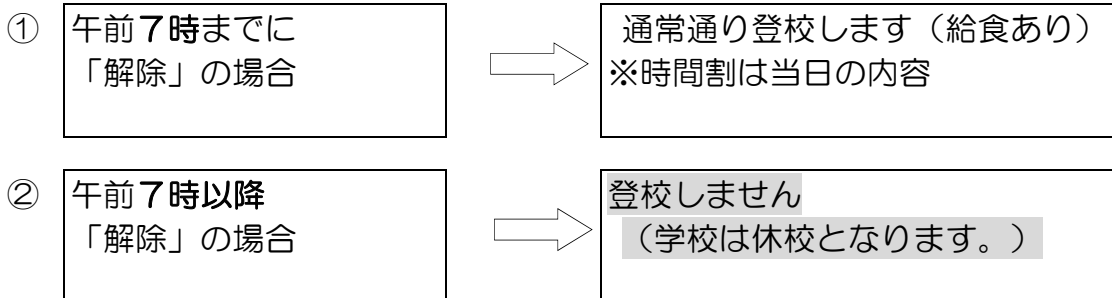 ① 午前７時までに
「解除」の場合
通常通り登校します（給食あり）
※時間割は当日の内容
② 午前７時以降
「解除」の場合
登校しません
（学校は休校となります。）